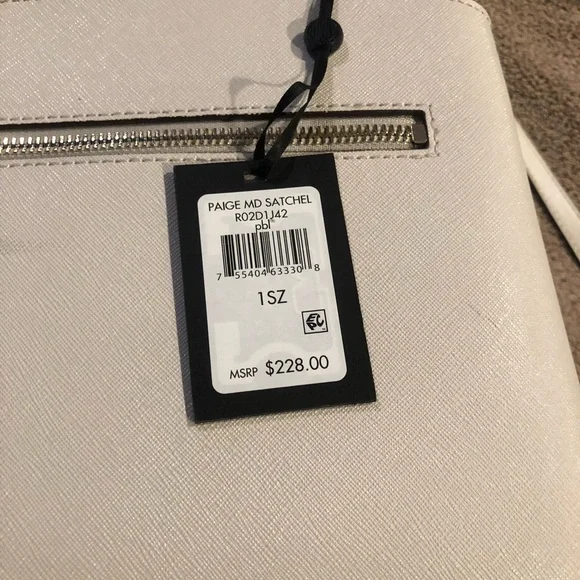 PAIGE MD SATCHEL
R02D1J42
pbl
7 55404 63330 8
1SZ
MSRP $228.00